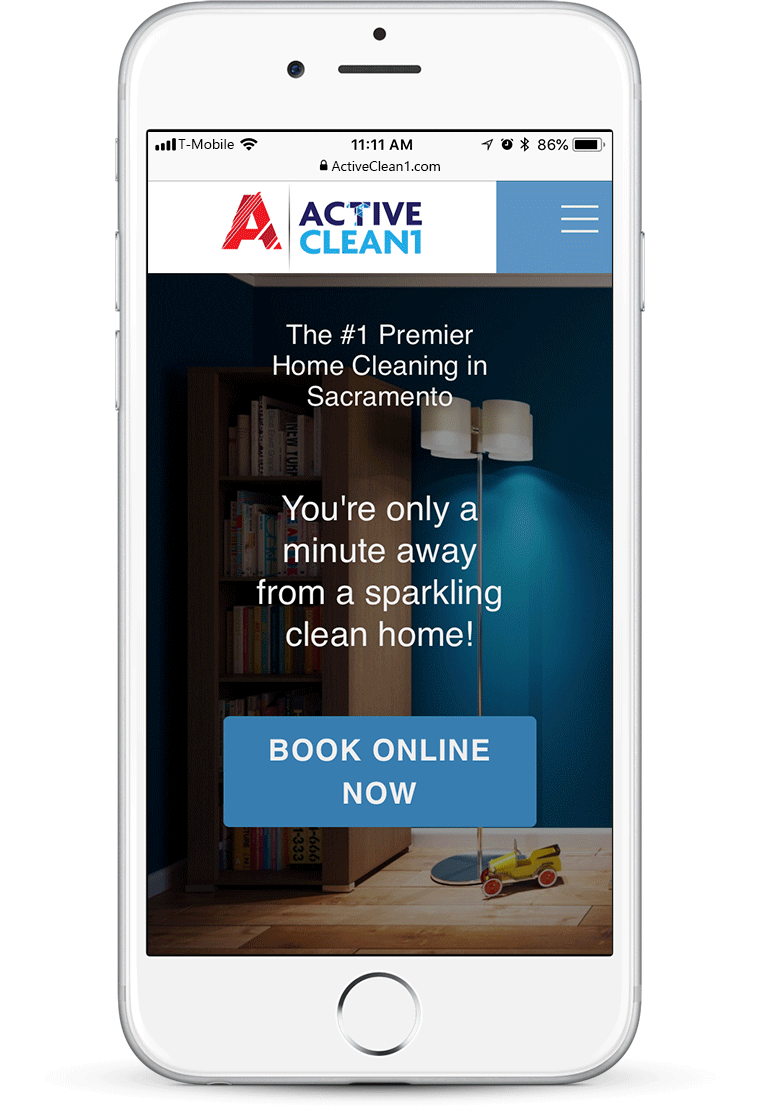 T-Mobile 11:11 AM 86%
ActiveClean1.com
ACTIVE
CLEAN1
The #1 Premier
Home Cleaning in
Sacramento
You're only a
minute away
from a sparkling
clean home!
BOOK ONLINE
NOW